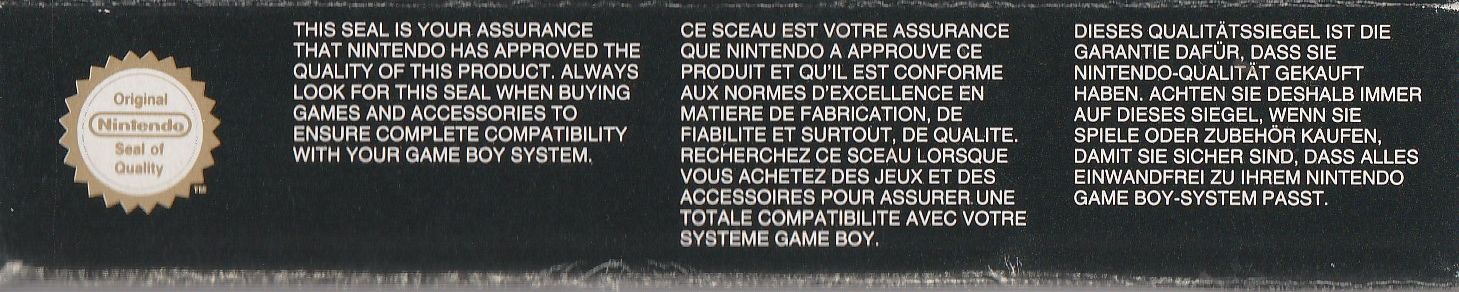 Original
Nintendo
Seal of
Quality
TM
THIS SEAL IS YOUR ASSURANCE
THAT NINTENDO HAS APPROVED THE
QUALITY OF THIS PRODUCT. ALWAYS
LOOK FOR THIS SEAL WHEN BUYING
GAMES AND ACCESSORIES TO
ENSURE COMPLETE COMPATIBILITY
WITH YOUR GAME BOY SYSTEM.
CE SCEAU EST VOTRE ASSURANCE
QUE NINTENDO A APPROUVE CE
PRODUIT ET QU'IL EST CONFORME
AUX NORMES D'EXCELLENCE EN
MATIERE DE FABRICATION, DE
FIABILITE ET SURTOUT, DE QUALITE.
RECHERCHEZ CE SCEAU LORSQUE
VOUS ACHETEZ DES JEUX ET DES
ACCESSOIRES POUR ASSURER UNE
TOTALE COMPATIBILITE AVEC VOTRE
SYSTEME GAME BOY.
DIESES QUALITÄTSSIEGEL IST DIE
GARANTIE DAFÜR, DASS SIE
NINTENDO-QUALITÄT GEKAUFT
HABEN. ACHTEN SIE DESHALB IMMER
AUF DIESES SIEGEL, WENN SIE
SPIELE ODER ZUBEHÖR KAUFEN,
DAMIT SIE SICHER SIND, DASS ALLES
EINWANDFREI ZU IHREM NINTENDO
GAME BOY-SYSTEM PASST.